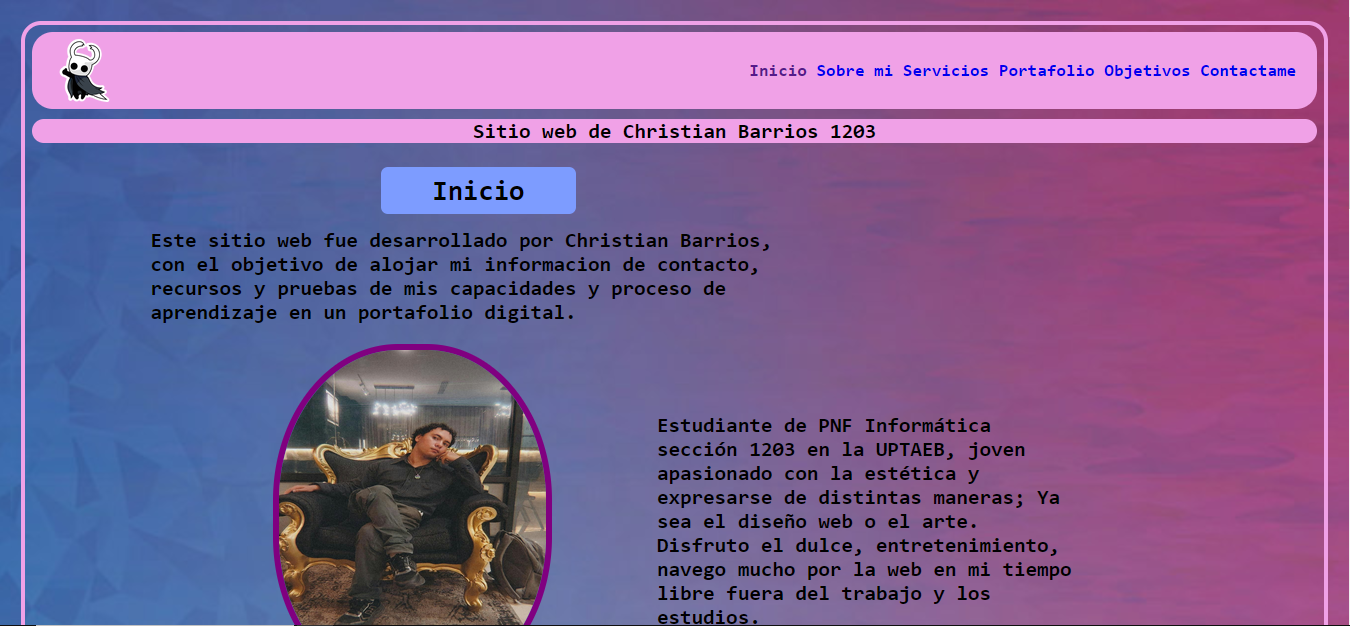 Inicio Sobre mi Servicios Portafolio Objetivos Contactame
Sitio web de Christian Barrios 1203
Inicio
Este sitio web fue desarrollado por Christian Barrios,
con el objetivo de alojar mi informacion de contacto,
recursos y pruebas de mis capacidades y proceso de
aprendizaje en un portafolio digital.
Estudiante de PNF Informática
sección 1203 en la UPTAEB, joven
apasionado con la estética y
expresarse de distintas maneras; Ya
sea el diseño web o el arte.
Disfruto el dulce, entretenimiento,
navego mucho por la web en mi tiempo
libre fuera del trabajo y los
estudios.